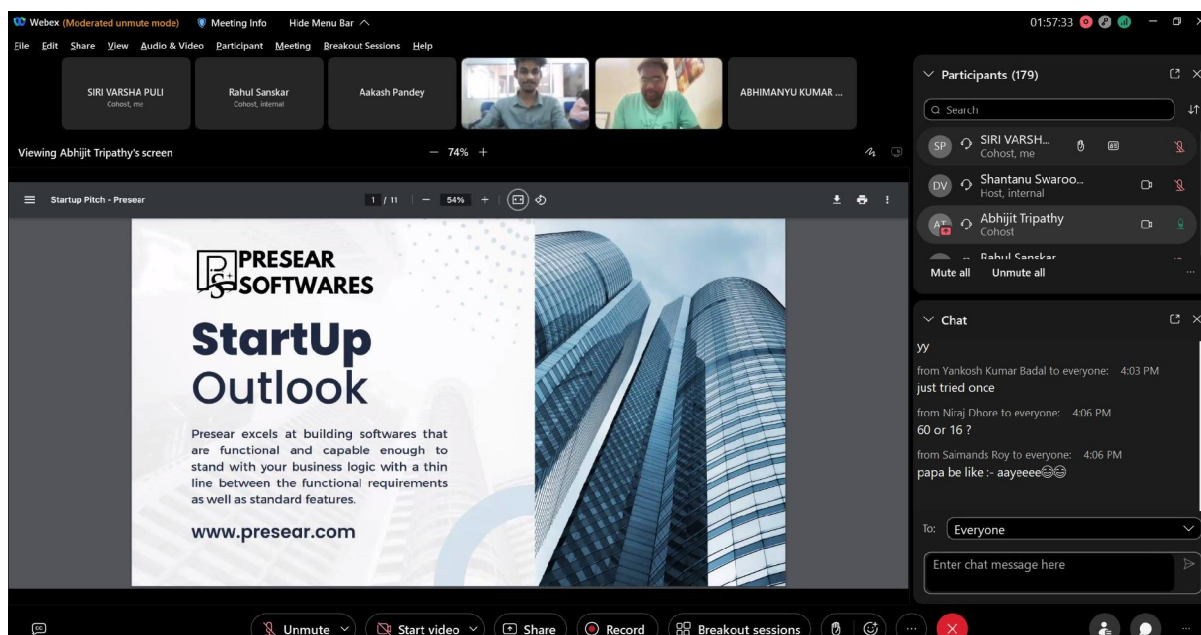 Webex (Moderated unmute mode) Meeting Info Hide Menu Bar
01:57:33
File Edit Share View Audio & Video Participant Meeting Breakout Sessions Help
SIRI VARSHA PULI
Cohost, me
Rahul Sanskar
Cohost, internal
Aakash Pandey
ABHIMANYU KUMAR ...
Viewing Abhijit Tripathy's screen
− 74% +
Startup Pitch - Presear
1 / 11 − 54% +
PRESEAR
SOFTWARES
StartUp
Outlook
Presear excels at building softwares that
are functional and capable enough to
stand with your business logic with a thin
line between the functional requirements
as well as standard features.
www.presear.com
Participants (179)
Search
SP
SIRI VARSH...
Cohost, me
DV
Shantanu Swaroo...
Host, internal
AT
Abhijit Tripathy
Cohost
Rahul Sanskar
Mute all Unmute all ...
Chat
yy
from Yankosh Kumar Badal to everyone: 4:03 PM
just tried once
from Niraj Dhore to everyone: 4:06 PM
60 or 16 ?
from Saimands Roy to everyone: 4:06 PM
papa be like :- aayeeee😂😂
To: Everyone
Enter chat message here
CC
Unmute Start video Share Record Breakout sessions ...